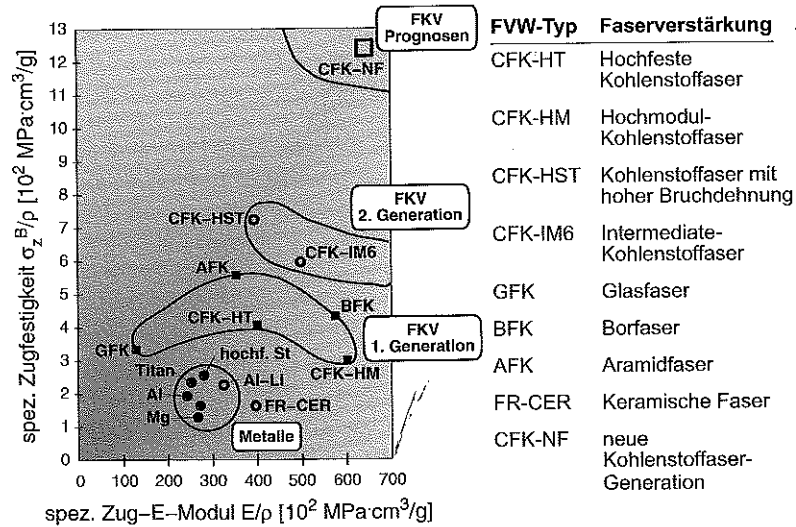 FKV
Prognosen
CFK–NF
FKV
2. Generation
CFK–HST
CFK–IM6
AFK
BFK
CFK–HT
FKV
1. Generation
GFK
hochf. St
CFK–HM
Titan
Al–Li
Al
FR–CER
Mg
Metalle
13
12
11
10
9
8
7
6
5
4
3
2
1
0
0 100 200 300 400 500 600 700
spez. Zugfestigkeit σzB/ρ [10² MPa·cm³/g]
spez. Zug–E–Modul E/ρ [10² MPa·cm³/g]
FVW-Typ Faserverstärkung
CFK-HT Hochfeste
Kohlenstoffaser
CFK-HM Hochmodul-
Kohlenstoffaser
CFK-HST Kohlenstoffaser mit
hoher Bruchdehnung
CFK-IM6 Intermediate-
Kohlenstoffaser
GFK Glasfaser
BFK Borfaser
AFK Aramidfaser
FR-CER Keramische Faser
CFK-NF neue
Kohlenstoffaser-
Generation